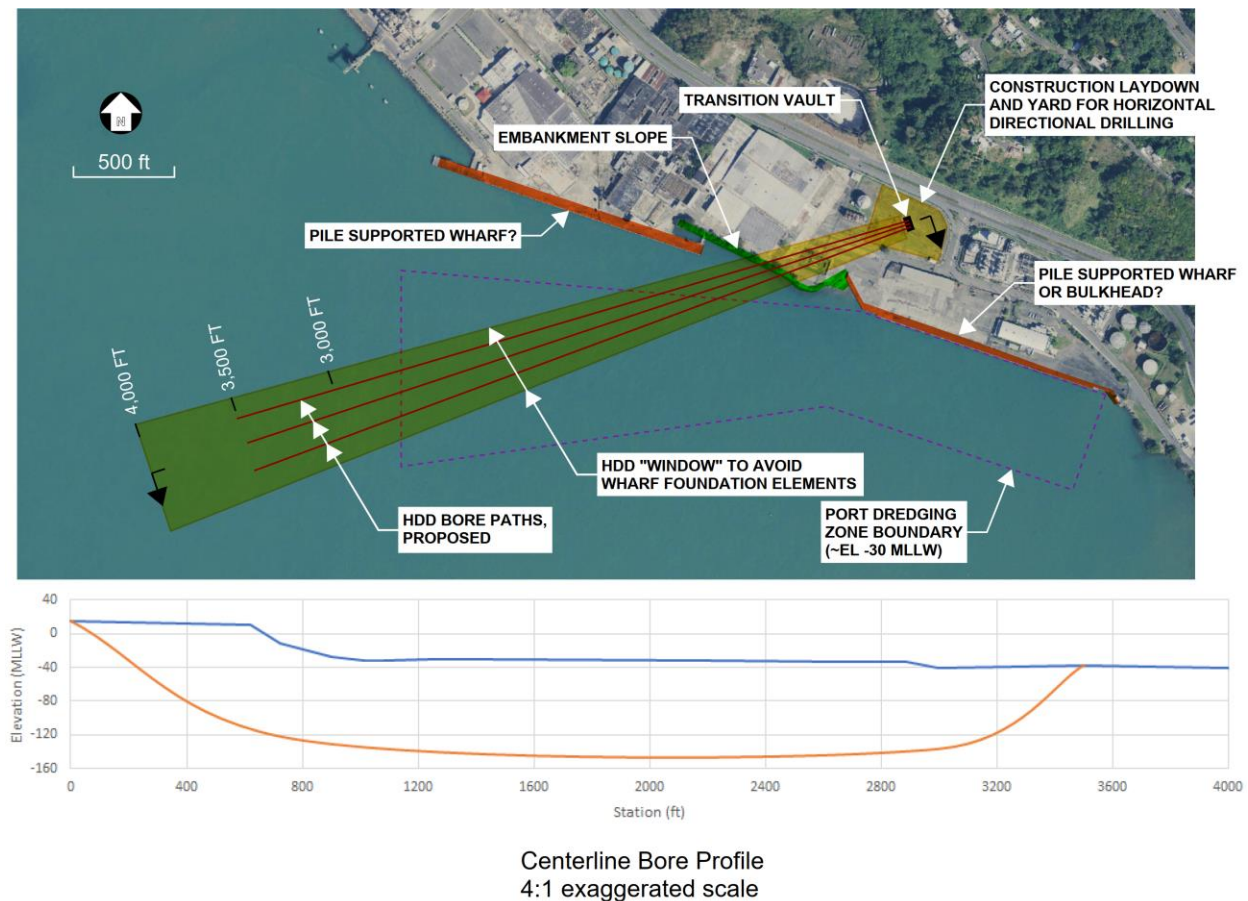 N
500 ft
TRANSITION VAULT
CONSTRUCTION LAYDOWN
AND YARD FOR HORIZONTAL
DIRECTIONAL DRILLING
EMBANKMENT SLOPE
PILE SUPPORTED WHARF?
PILE SUPPORTED WHARF
OR BULKHEAD?
3,000 FT
3,500 FT
4,000 FT
HDD "WINDOW" TO AVOID
WHARF FOUNDATION ELEMENTS
HDD BORE PATHS,
PROPOSED
PORT DREDGING
ZONE BOUNDARY
(~EL -30 MLLW)
Elevation (MLLW)
40
0
-40
-80
-120
-160
0
400
800
1200
1600
2000
2400
2800
3200
3600
4000
Station (ft)
Centerline Bore Profile
4:1 exaggerated scale